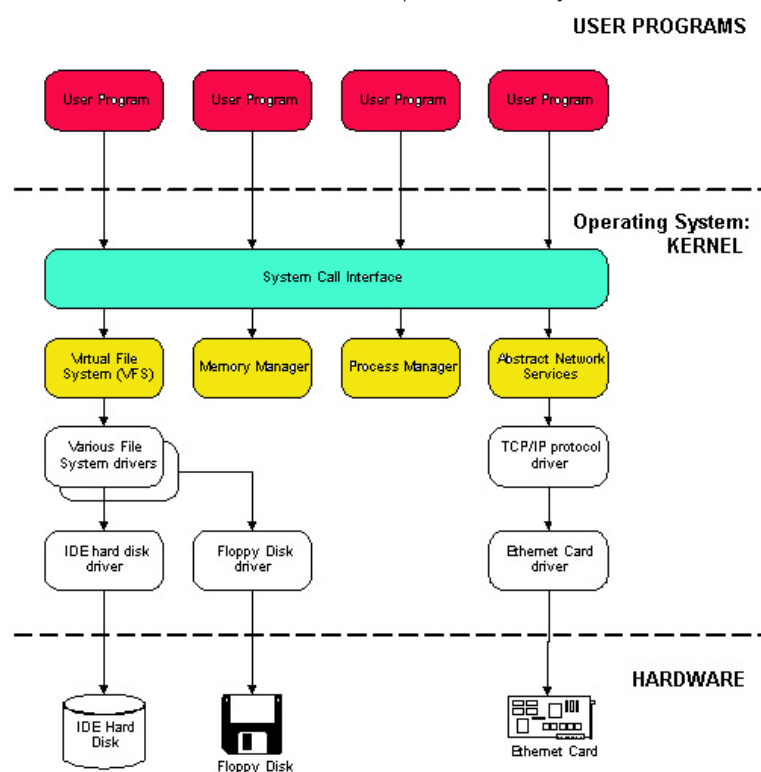 USER PROGRAMS
User Program
User Program
User Program
User Program
Operating System:
KERNEL
System Call Interface
Virtual File
System (VFS)
Memory Manager
Process Manager
Abstract Network
Services
Various File
System drivers
TCP/IP protocol
driver
IDE hard disk
driver
Floppy Disk
driver
Ethernet Card
driver
HARDWARE
IDE Hard
Disk
Floppy Disk
Ethernet Card